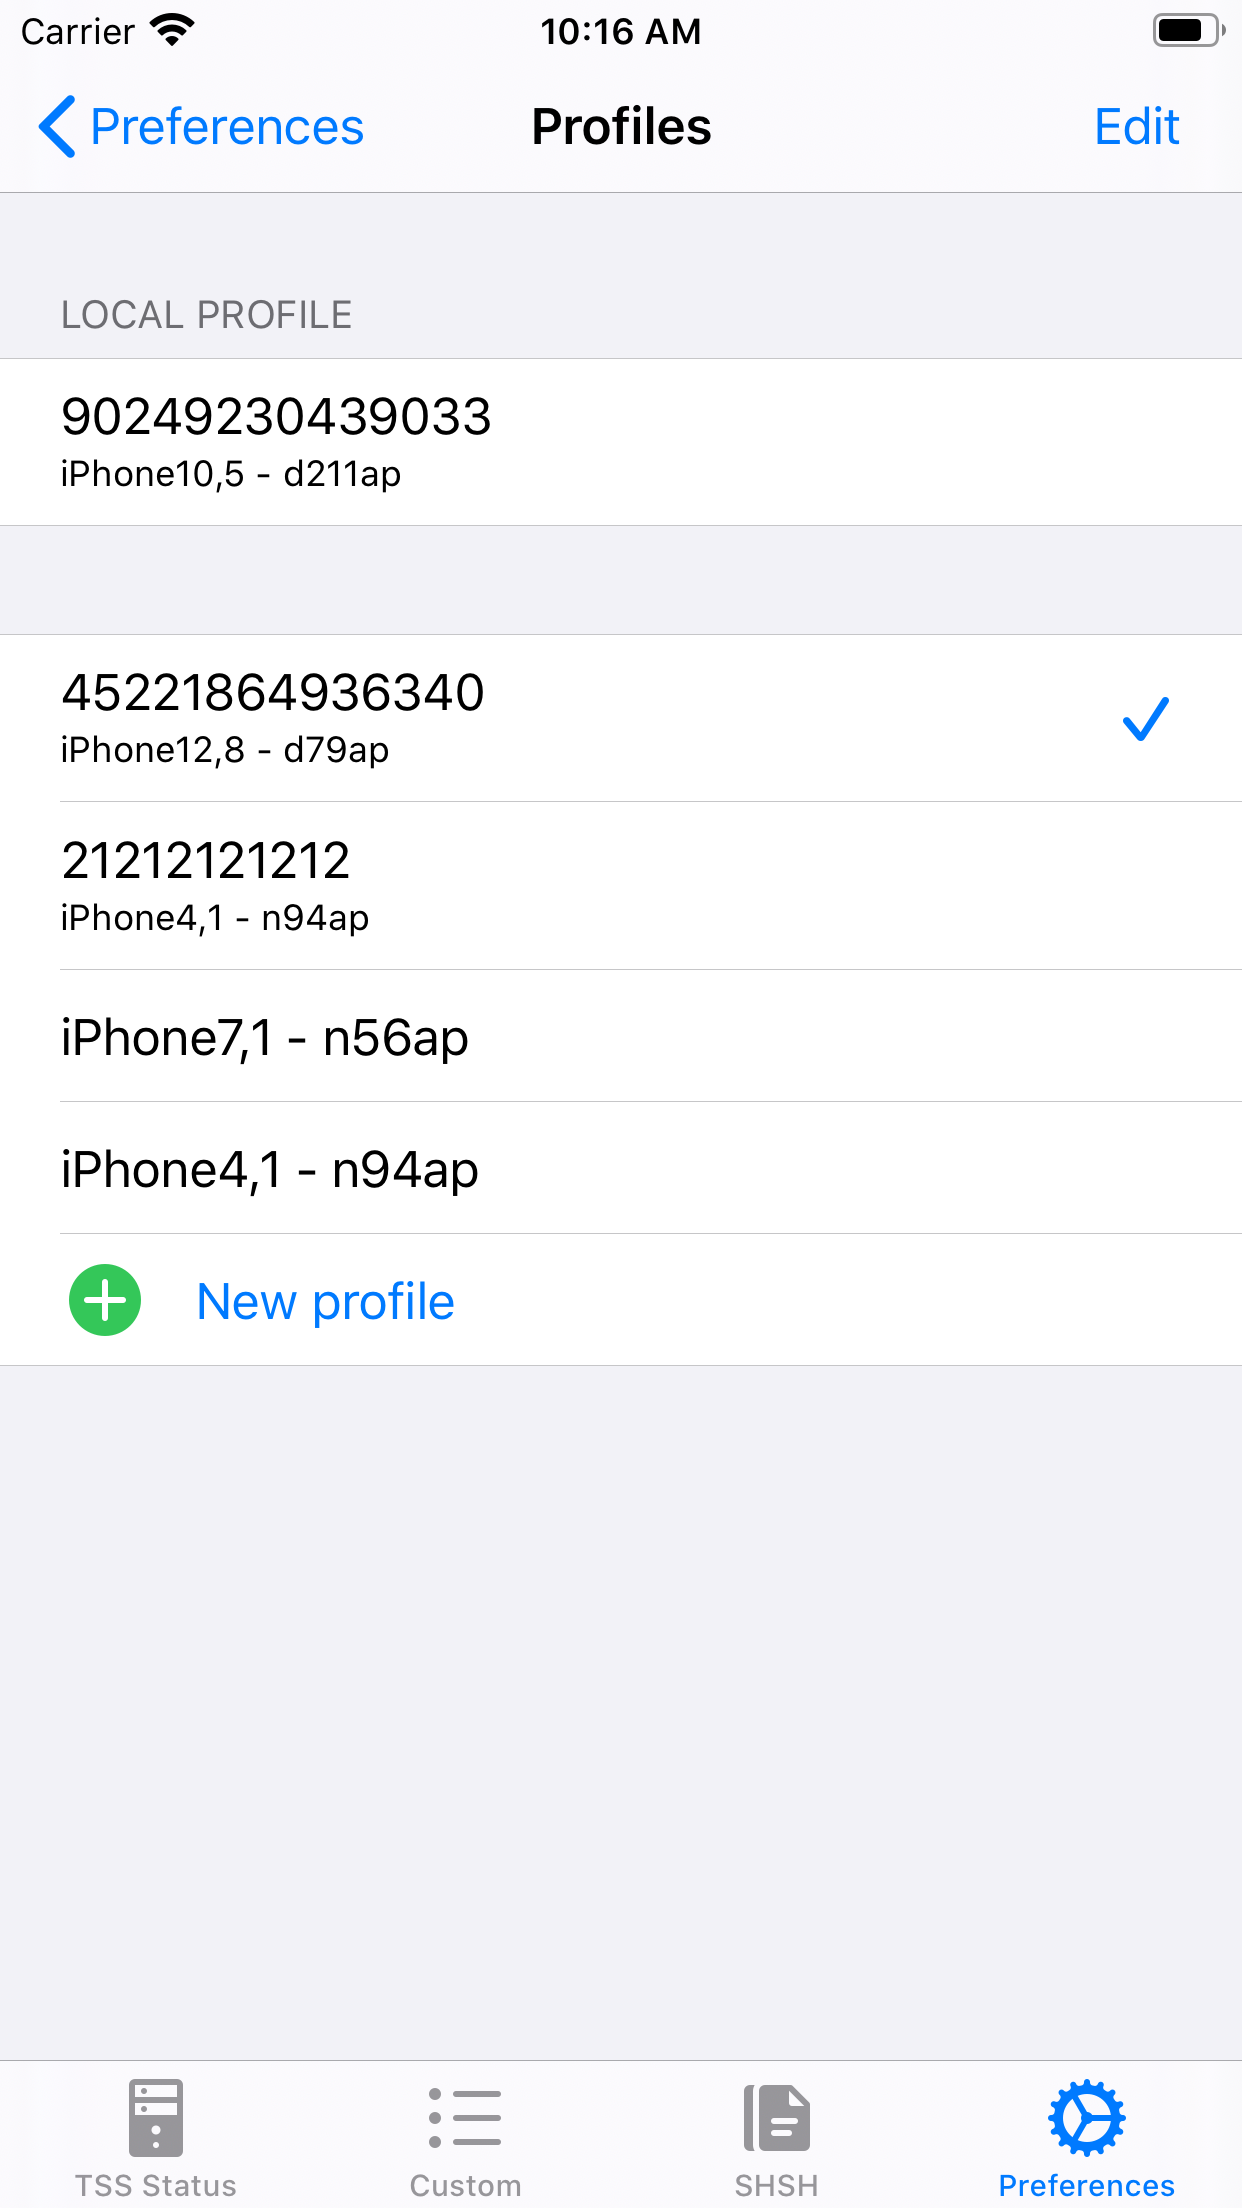 Carrier 10:16 AM
Preferences Profiles Edit
LOCAL PROFILE
90249230439033
iPhone10,5 - d211ap
45221864936340
iPhone12,8 - d79ap
21212121212
iPhone4,1 - n94ap
iPhone7,1 - n56ap
iPhone4,1 - n94ap
New profile
TSS Status Custom SHSH Preferences